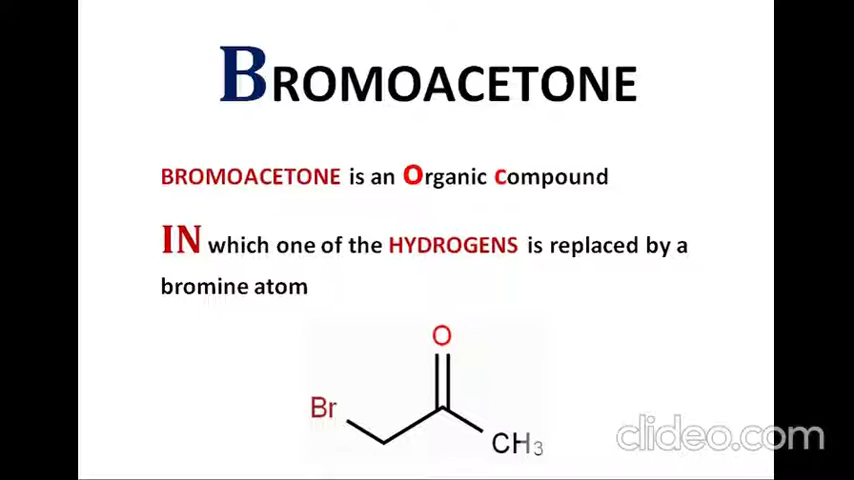 BROMOACETONE
BROMOACETONE is an Organic compound
IN which one of the HYDROGENS is replaced by a
bromine atom
O
Br
CH3
clideo.com